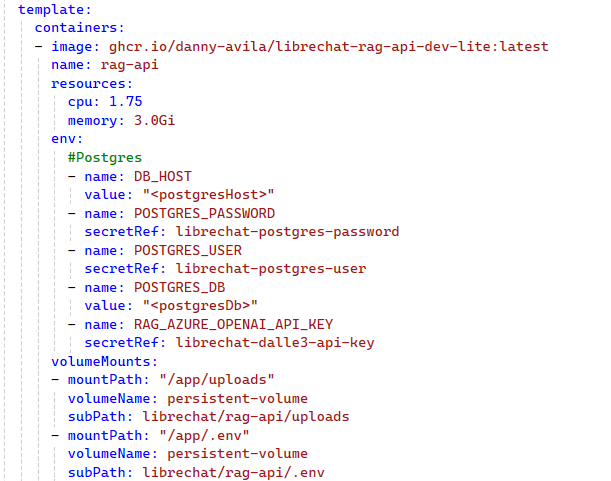 template:
  containers:
  - image: ghcr.io/danny-avila/librechat-rag-api-dev-lite:latest
    name: rag-api
    resources:
      cpu: 1.75
      memory: 3.0Gi
    env:
      #Postgres
      - name: DB_HOST
        value: "<postgresHost>"
      - name: POSTGRES_PASSWORD
        secretRef: librechat-postgres-password
      - name: POSTGRES_USER
        secretRef: librechat-postgres-user
      - name: POSTGRES_DB
        value: "<postgresDb>"
      - name: RAG_AZURE_OPENAI_API_KEY
        secretRef: librechat-dalle3-api-key
    volumeMounts:
    - mountPath: "/app/uploads"
      volumeName: persistent-volume
      subPath: librechat/rag-api/uploads
    - mountPath: "/app/.env"
      volumeName: persistent-volume
      subPath: librechat/rag-api/.env